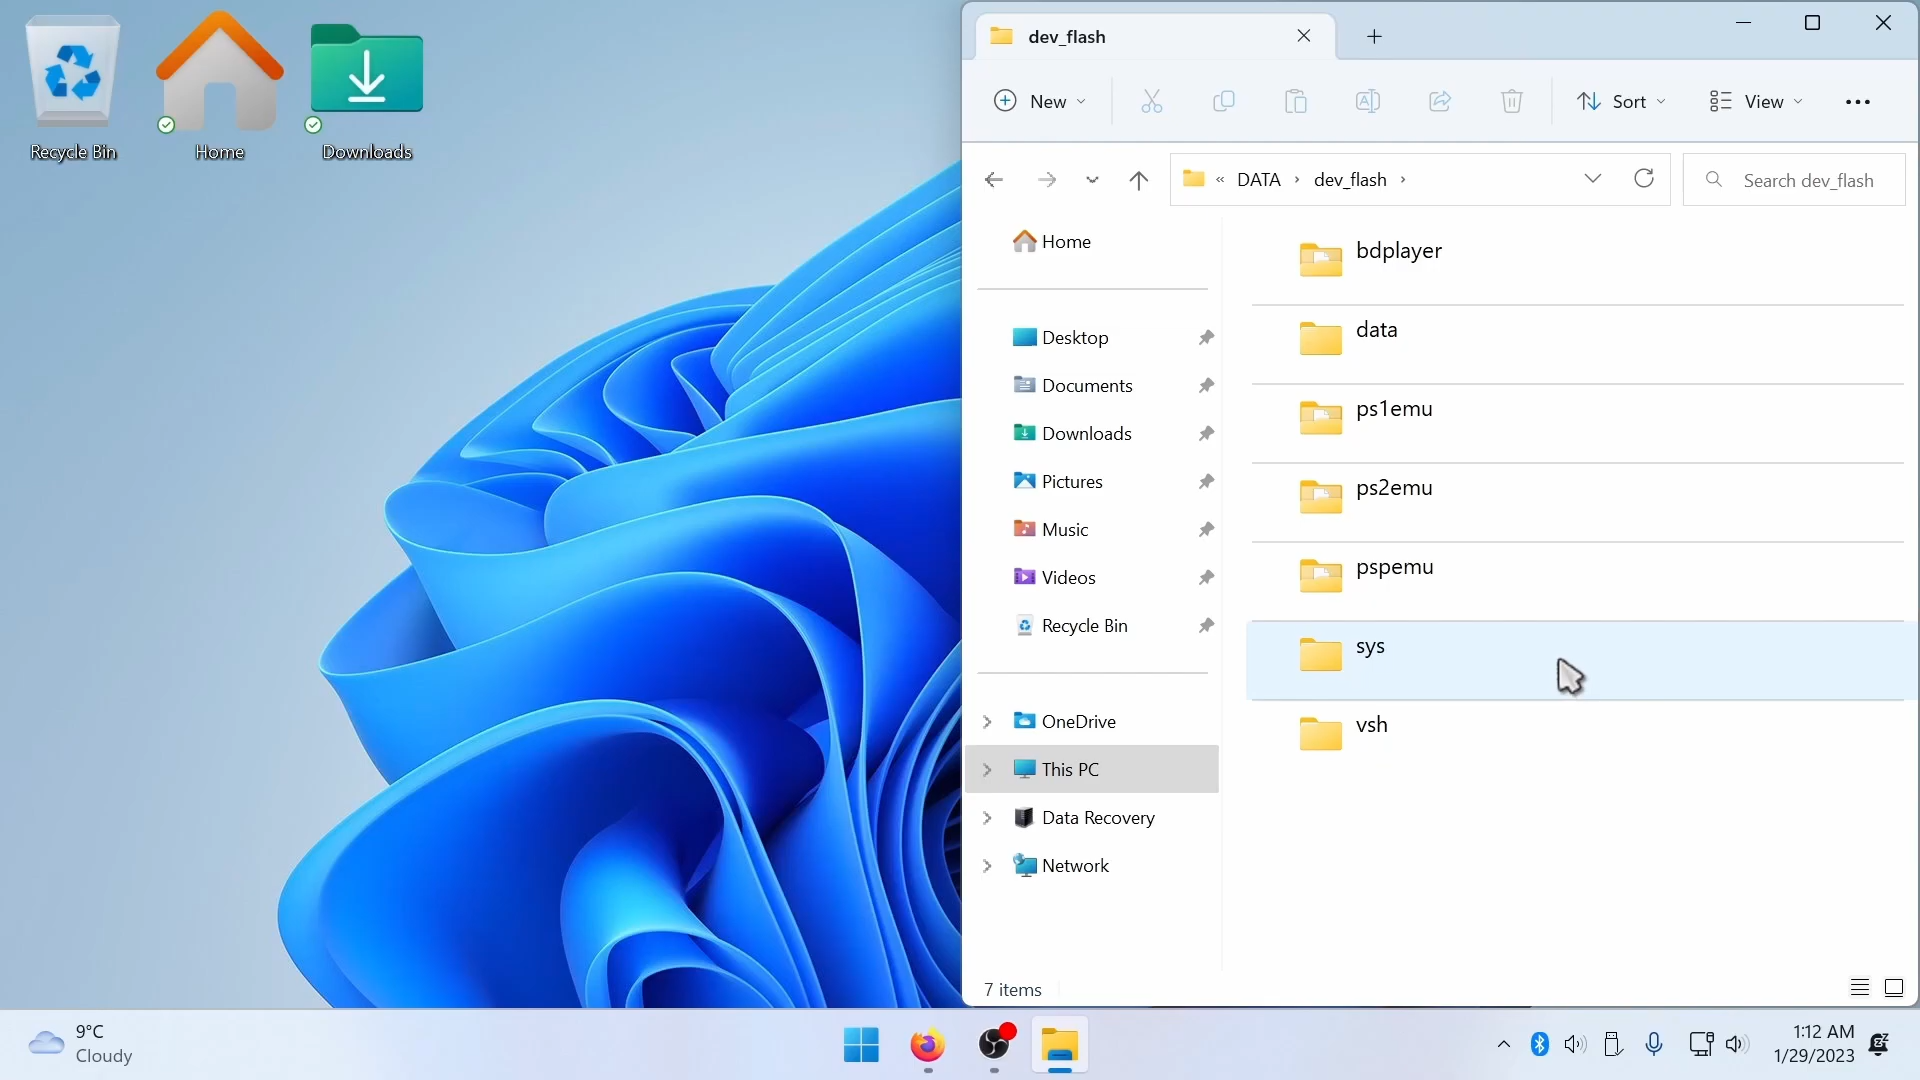 Recycle Bin
Home
Downloads
dev_flash
New
Sort
View
« DATA › dev_flash ›
Search dev_flash
Home
Desktop
Documents
Downloads
Pictures
Music
Videos
Recycle Bin
OneDrive
This PC
Data Recovery
Network
bdplayer
data
ps1emu
ps2emu
pspemu
sys
vsh
7 items
9°C
Cloudy
1:12 AM
1/29/2023